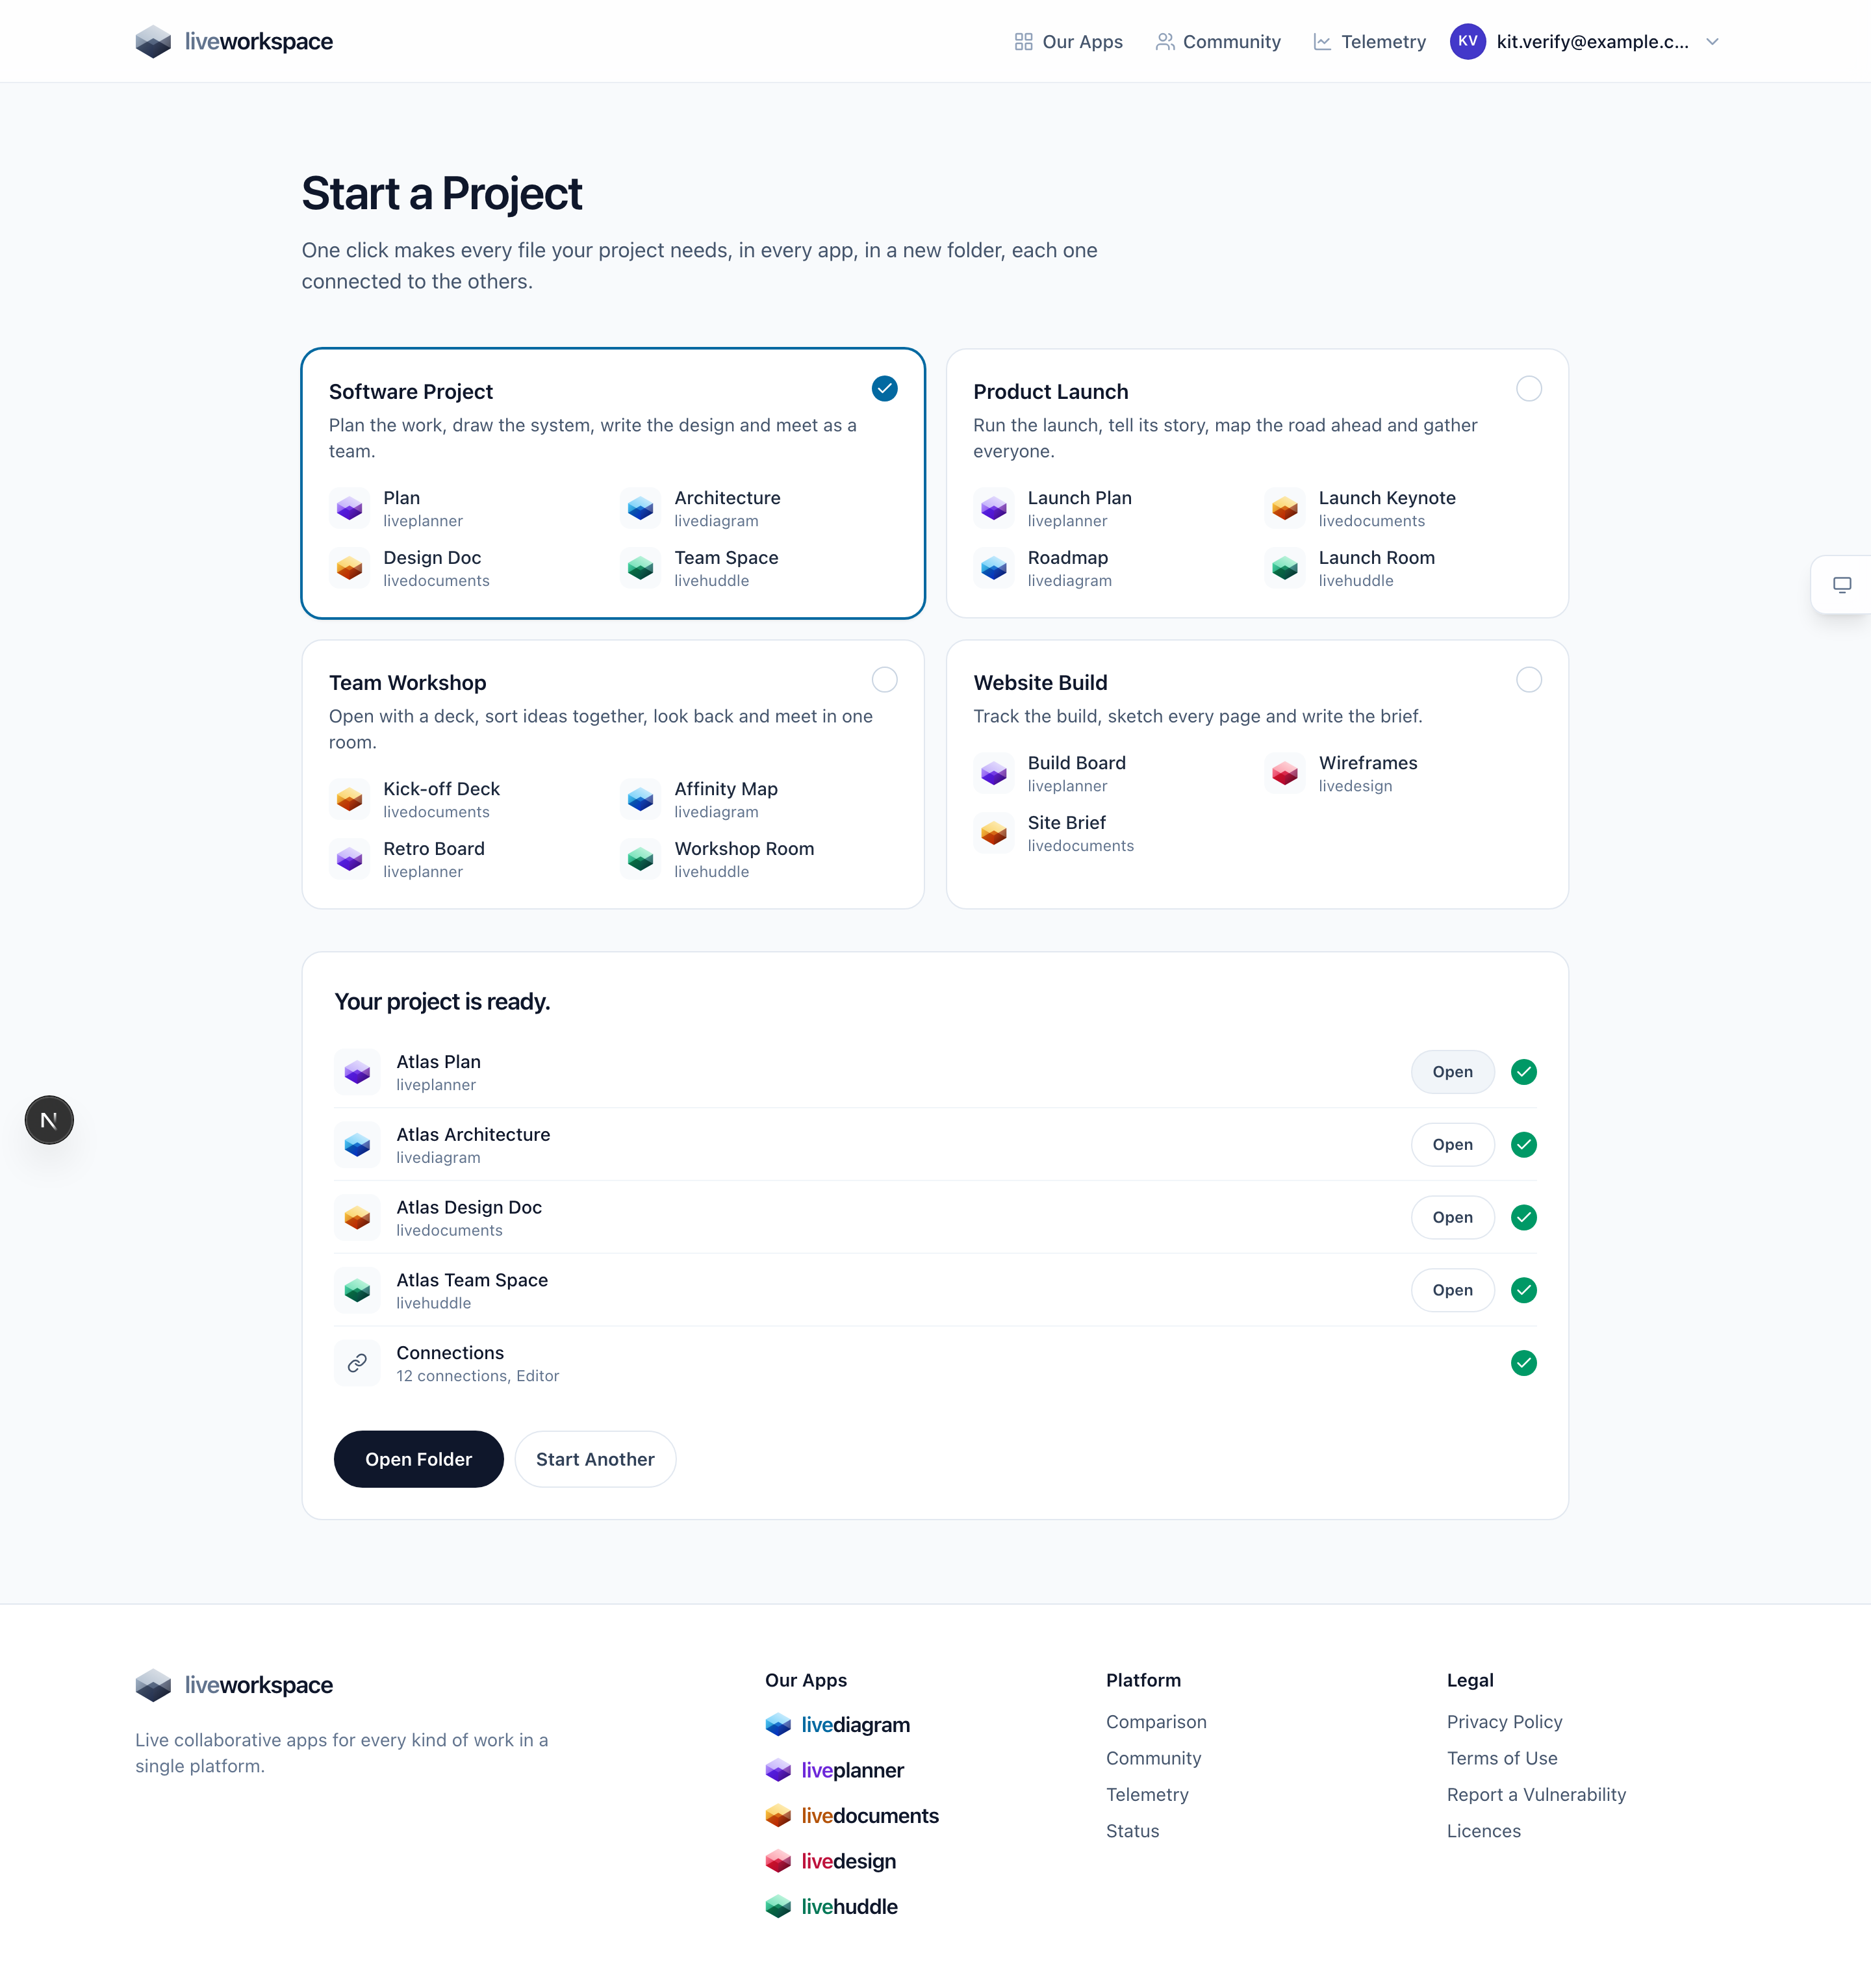 liveworkspace
Our Apps
Community
Telemetry
KV
kit.verify@example.c...
Start a Project
One click makes every file your project needs, in every app, in a new folder, each one
connected to the others.
Software Project
Plan the work, draw the system, write the design and meet as a
team.
Plan
liveplanner
Architecture
livediagram
Design Doc
livedocuments
Team Space
livehuddle
Product Launch
Run the launch, tell its story, map the road ahead and gather
everyone.
Launch Plan
liveplanner
Launch Keynote
livedocuments
Roadmap
livediagram
Launch Room
livehuddle
Team Workshop
Open with a deck, sort ideas together, look back and meet in one
room.
Kick-off Deck
livedocuments
Affinity Map
livediagram
Retro Board
liveplanner
Workshop Room
livehuddle
Website Build
Track the build, sketch every page and write the brief.
Build Board
liveplanner
Wireframes
livedesign
Site Brief
livedocuments
Your project is ready.
Atlas Plan
liveplanner
Open
Atlas Architecture
livediagram
Open
Atlas Design Doc
livedocuments
Open
Atlas Team Space
livehuddle
Open
Connections
12 connections, Editor
Open Folder
Start Another
N
liveworkspace
Live collaborative apps for every kind of work in a
single platform.
Our Apps
livediagram
liveplanner
livedocuments
livedesign
livehuddle
Platform
Comparison
Community
Telemetry
Status
Legal
Privacy Policy
Terms of Use
Report a Vulnerability
Licences